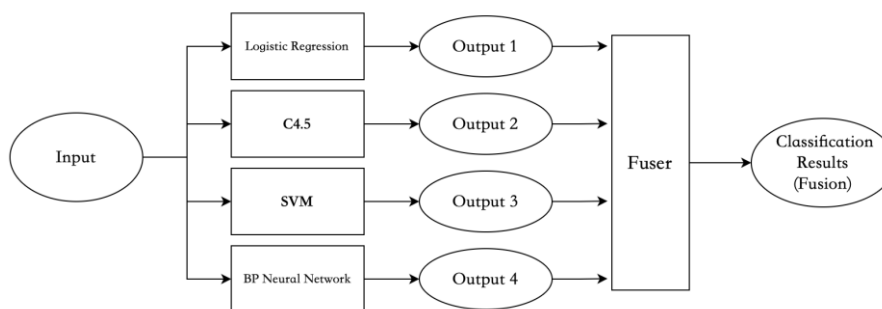 Input
Logistic Regression
Output 1
C4.5
Output 2
SVM
Output 3
BP Neural Network
Output 4
Fuser
Classification
Results
(Fusion)